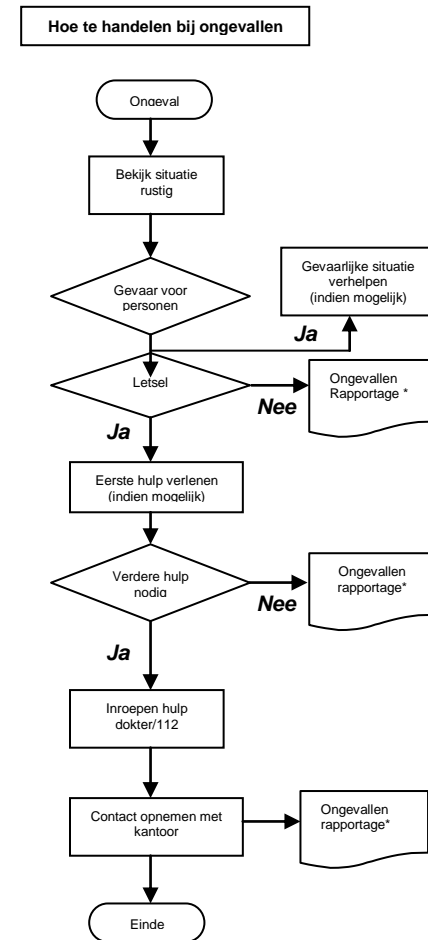 Hoe te handelen bij ongevallen
Ongeval
Bekijk situatie
rustig
Gevaar voor
personen
Gevaarlijke situatie
verhelpen
(indien mogelijk)
Ja
Letsel
Nee
Ongevallen
Rapportage *
Ja
Eerste hulp verlenen
(indien mogelijk)
Verdere hulp
nodig
Nee
Ongevallen
rapportage*
Ja
Inroepen hulp
dokter/112
Contact opnemen met
kantoor
Ongevallen
rapportage*
Einde